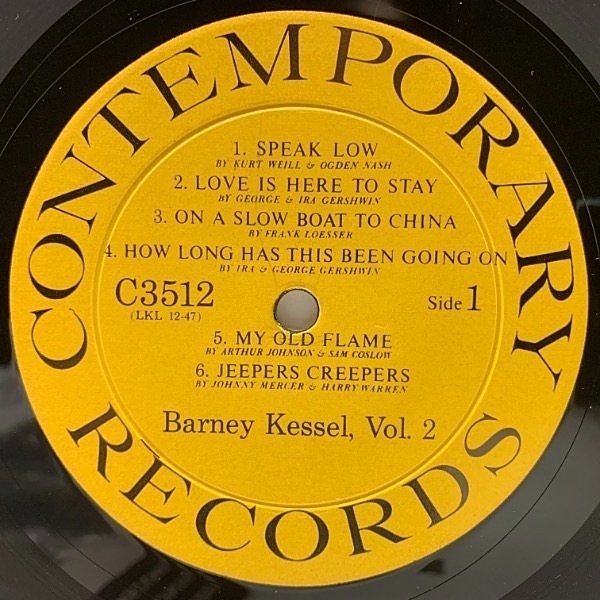 CONTEMPORARY
1. SPEAK LOW
BY KURT WEILL & OGDEN NASH
2. LOVE IS HERE TO STAY
BY GEORGE & IRA GERSHWIN
3. ON A SLOW BOAT TO CHINA
BY FRANK LOESSER
4. HOW LONG HAS THIS BEEN GOING ON
BY IRA & GEORGE GERSHWIN
C3512
(LKL 12-47)
Side 1
5. MY OLD FLAME
BY ARTHUR JOHNSON & SAM COSLOW
6. JEEPERS CREEPERS
BY JOHNNY MERCER & HARRY WARREN
Barney Kessel, Vol. 2
RECORDS